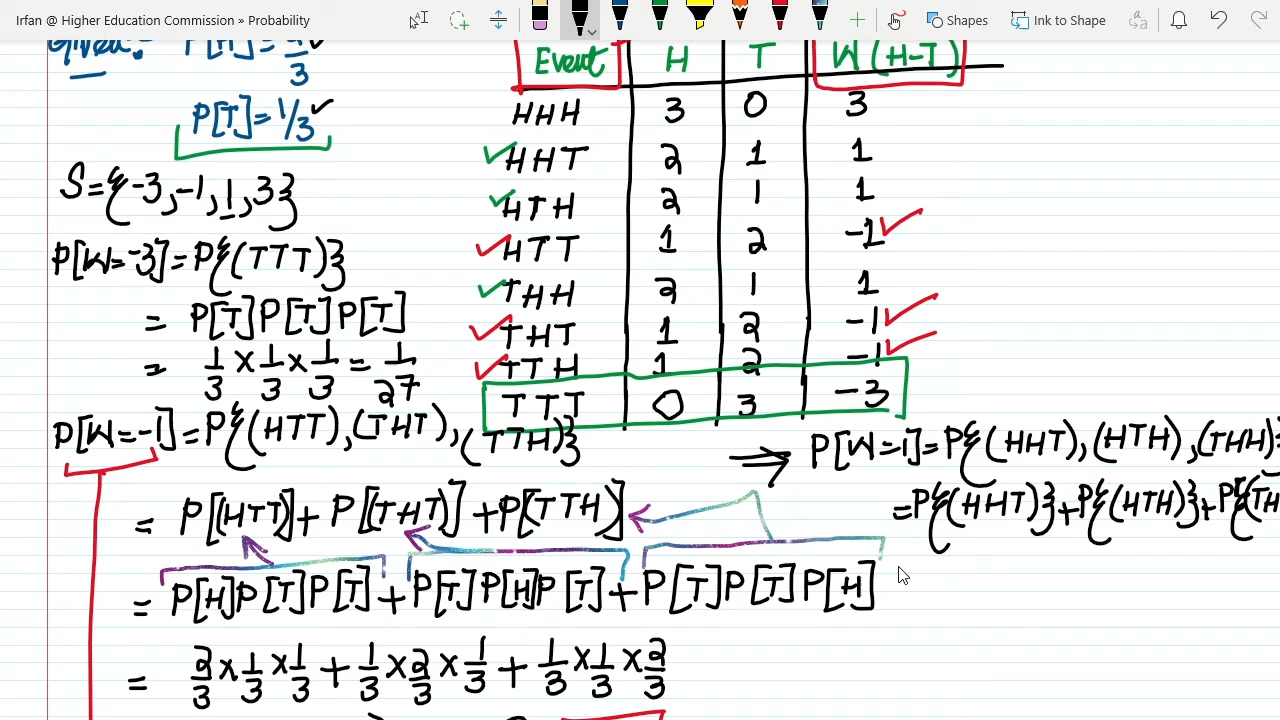 Irfan @ Higher Education Commission » Probability
Shapes Ink to Shape
Given:- P[H] = 2/3
P[T] = 1/3
Event H T W(H-T)
HHH 3 0 3
HHT 2 1 1
HTH 2 1 1
HTT 1 2 -1
THH 2 1 1
THT 1 2 -1
TTH 1 2 -1
TTT 0 3 -3
S={-3,-1,1,3}
P[W=-3]=P{(TTT)}
= P[T]P[T]P[T]
= 1/3 × 1/3 × 1/3 = 1/27
P[W=-1]=P{(HTT),(THT),(TTH)}
= P[(HTT)]+ P[(THT)] +P[(TTH)]
= P[H]P[T]P[T]+P[T]P[H]P[T]+P[T]P[T]P[H]
= 2/3 × 1/3 × 1/3 + 1/3 × 2/3 × 1/3 + 1/3 × 1/3 × 2/3
⇒ P[W=1]=P{(HHT),(HTH),(THH)}
=P{(HHT)}+P{(HTH)}+P{(TH